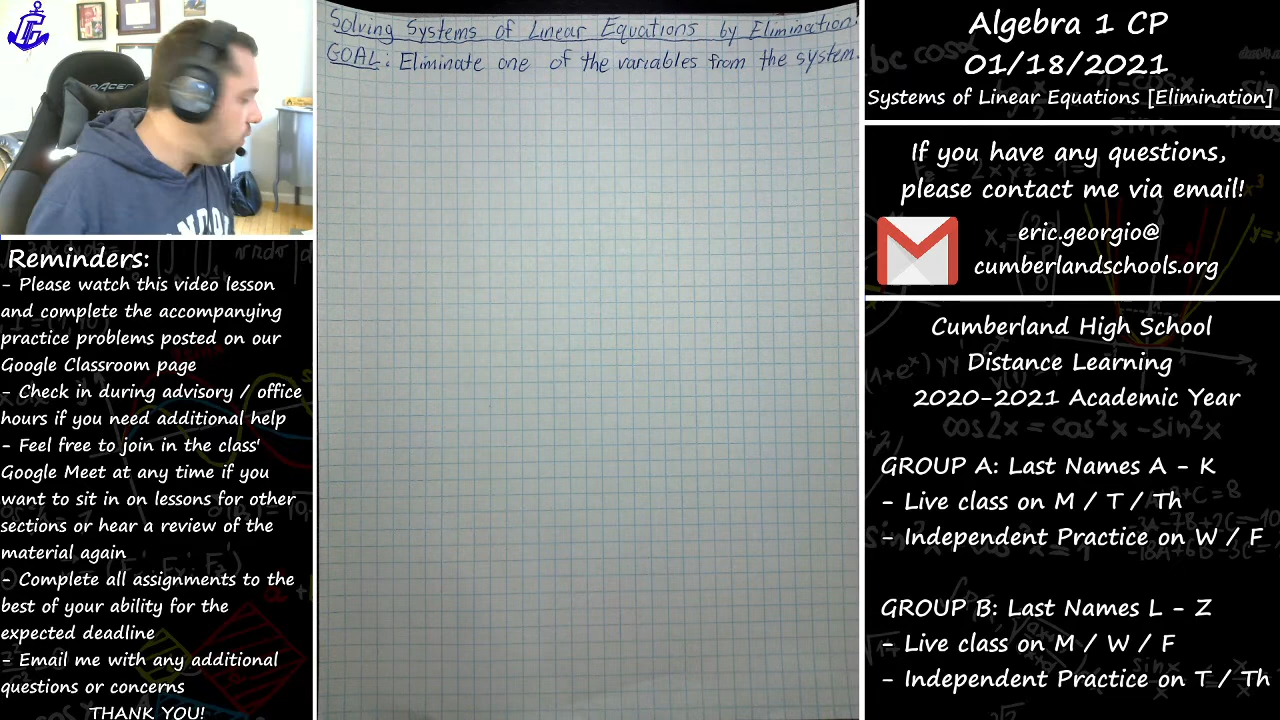 Solving Systems of Linear Equations by Elimination:
GOAL: Eliminate one of the variables from the system.
Algebra 1 CP
01/18/2021
Systems of Linear Equations [Elimination]
If you have any questions,
please contact me via email!
eric.georgio@
cumberlandschools.org
Reminders:
- Please watch this video lesson
and complete the accompanying
practice problems posted on our
Google Classroom page
- Check in during advisory / office
hours if you need additional help
- Feel free to join in the class'
Google Meet at any time if you
want to sit in on lessons for other
sections or hear a review of the
material again
- Complete all assignments to the
best of your ability for the
expected deadline
- Email me with any additional
questions or concerns
THANK YOU!
Cumberland High School
Distance Learning
2020-2021 Academic Year
cos2x = cos²x - sin²x
GROUP A: Last Names A - K
- Live class on M / T / Th
- Independent Practice on W / F
GROUP B: Last Names L - Z
- Live class on M / W / F
- Independent Practice on T / Th